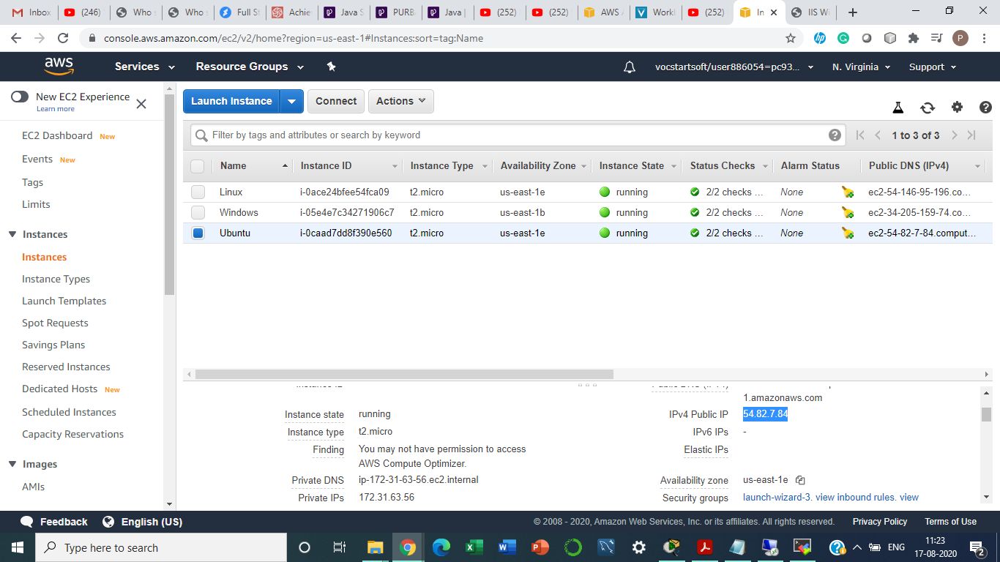 Inbox
(246)
Who s
Who s
Full St
Achie
Java S
PURB
Java |
(252)
(252)
AWS A
Workl
(252)
In
IIS W
console.aws.amazon.com/ec2/v2/home?region=us-east-1#Instances:sort=tag:Name
P
aws
Services
Resource Groups
vocstartsoft/user886054=pc93...
N. Virginia
Support
New EC2 Experience
Learn more
EC2 Dashboard New
Events New
Tags
Limits
Instances
Instances
Instance Types
Launch Templates
Spot Requests
Savings Plans
Reserved Instances
Dedicated Hosts New
Scheduled Instances
Capacity Reservations
Images
AMIs
Launch Instance
Connect
Actions
Filter by tags and attributes or search by keyword
1 to 3 of 3
Name Instance ID Instance Type Availability Zone Instance State Status Checks Alarm Status Public DNS (IPv4)
Linux i-0ace24bfee54fca09 t2.micro us-east-1e running 2/2 checks ... None ec2-54-146-95-196.co...
Windows i-05e4e7c34271906c7 t2.micro us-east-1b running 2/2 checks ... None ec2-34-205-159-74.co...
Ubuntu i-0caad7dd8f390e560 t2.micro us-east-1e running 2/2 checks ... None ec2-54-82-7-84.comput...
1.amazonaws.com
Instance state running
IPv4 Public IP 54.82.7.84
Instance type t2.micro
IPv6 IPs -
Finding You may not have permission to access
AWS Compute Optimizer.
Elastic IPs
Private DNS ip-172-31-63-56.ec2.internal
Availability zone us-east-1e
Private IPs 172.31.63.56
Security groups launch-wizard-3. view inbound rules. view
Feedback
English (US)
© 2008 - 2020, Amazon Web Services, Inc. or its affiliates. All rights reserved.
Privacy Policy
Terms of Use
Type here to search
ENG
11:23
17-08-2020
2